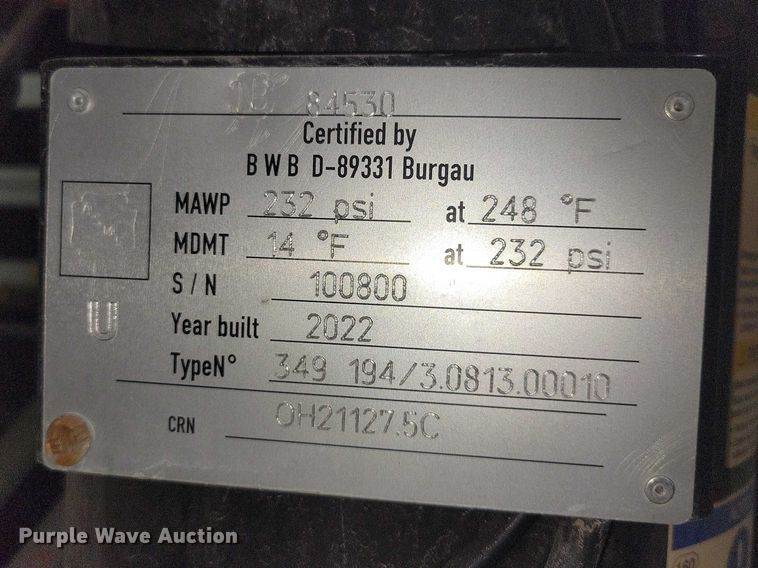 84530
Certified by
B W B D-89331 Burgau
MAWP 232 psi at 248 °F
MDMT 14 °F at 232 psi
S / N 100800
U
Year built 2022
TypeN° 349 194/3.0813.00010
CRN OH21127.5C
Purple Wave Auction